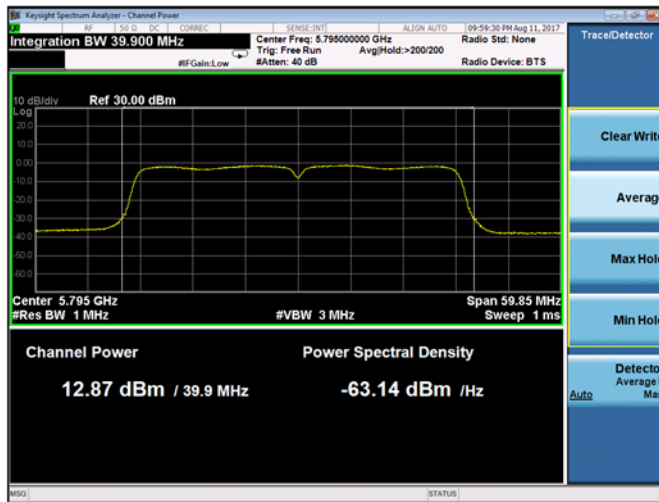 Keysight Spectrum Analyzer - Channel Power
RF 50 Ω DC CORREC SENSE:INT ALIGN AUTO 09:59:30 PM Aug 11, 2017
Integration BW 39.900 MHz
Center Freq: 5.795000000 GHz
Radio Std: None
Trig: Free Run Avg|Hold:>200/200
#IFGain:Low
#Atten: 40 dB
Radio Device: BTS
Trace/Detector
10 dB/div Ref 30.00 dBm
Log
20.0
10.0
0.00
-10.0
-20.0
-30.0
-40.0
-50.0
-60.0
Center 5.795 GHz
Span 59.85 MHz
#Res BW 1 MHz
#VBW 3 MHz
Sweep 1 ms
Channel Power
Power Spectral Density
12.87 dBm / 39.9 MHz
-63.14 dBm /Hz
Clear Write
Average
Max Hol
Min Hol
Detecto
Average
Auto Ma
MSG
STATUS